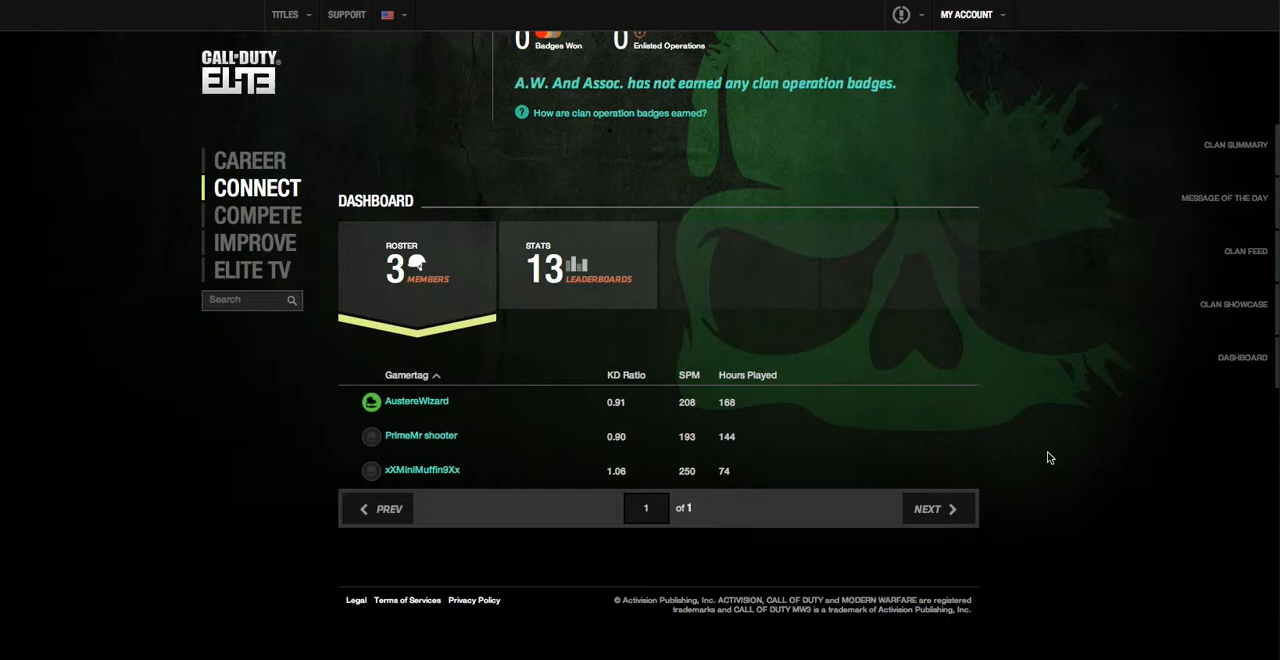 TITLES SUPPORT MY ACCOUNT
0 Badges Won 0 Enlisted Operations
CALL OF DUTY®
ELITE
A.W. And Assoc. has not earned any clan operation badges.
? How are clan operation badges earned?
CAREER
CONNECT
COMPETE
IMPROVE
ELITE TV
Search
CLAN SUMMARY
MESSAGE OF THE DAY
CLAN FEED
CLAN SHOWCASE
DASHBOARD
DASHBOARD
ROSTER
3 MEMBERS
STATS
13 LEADERBOARDS
Gamertag KD Ratio SPM Hours Played
AustereWizard 0.91 208 168
PrImeMr shooter 0.90 193 144
xXMiniMuffin9Xx 1.06 250 74
PREV 1 of 1 NEXT
Legal Terms of Services Privacy Policy
© Activision Publishing, Inc. ACTIVISION, CALL OF DUTY and MODERN WARFARE are registered
trademarks and CALL OF DUTY MW3 is a trademark of Activision Publishing, Inc.